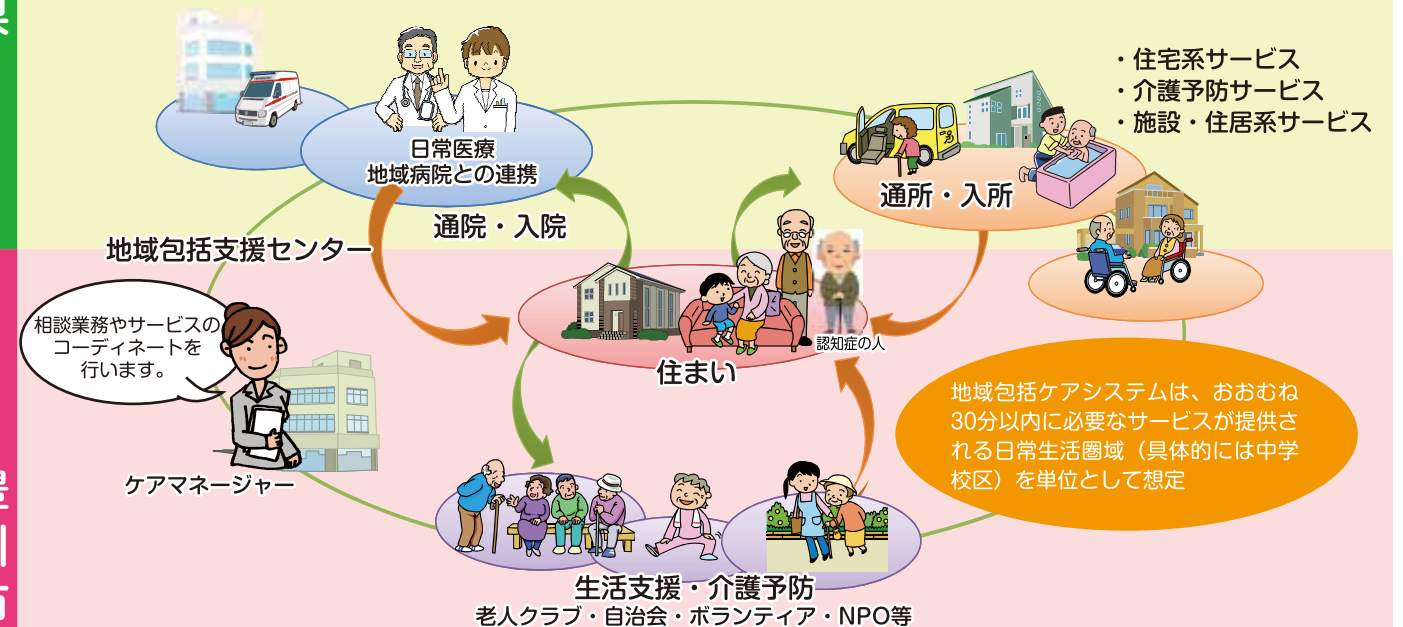 ・住宅系サービス
・介護予防サービス
・施設・住居系サービス
日常医療
地域病院との連携
通院・入院
通所・入所
地域包括支援センター
相談業務やサービスの
コーディネートを
行います。
ケアマネージャー
認知症の人
住まい
地域包括ケアシステムは、おおむね
30分以内に必要なサービスが提供さ
れる日常生活圏域（具体的には中学
校区）を単位として想定
生活支援・介護予防
老人クラブ・自治会・ボランティア・NPO等